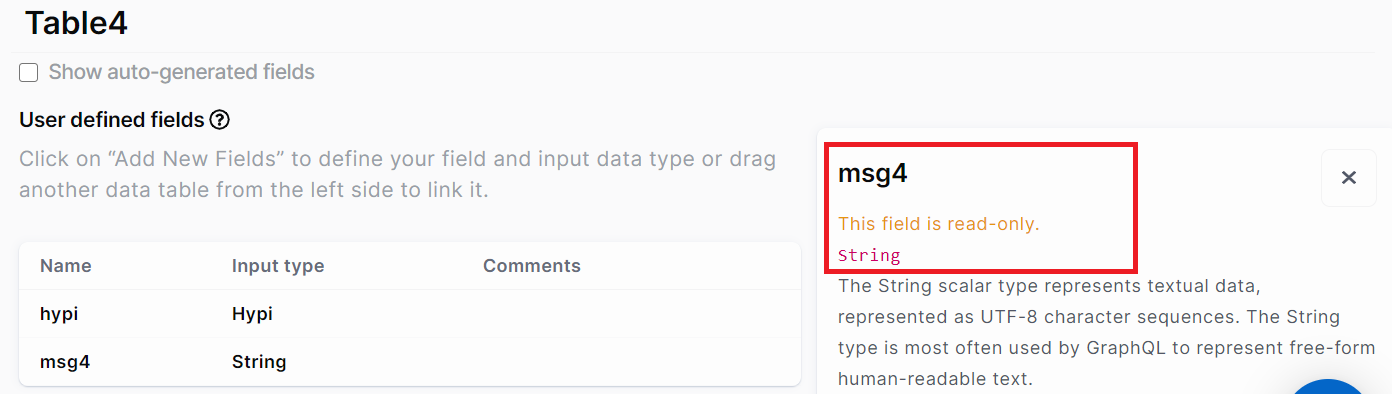 Table4
Show auto-generated fields
User defined fields
Click on “Add New Fields” to define your field and input data type or drag
another data table from the left side to link it.
Name Input type Comments
hypi Hypi
msg4 String
msg4
This field is read-only.
String
The String scalar type represents textual data,
represented as UTF-8 character sequences. The String
type is most often used by GraphQL to represent free-form
human-readable text.